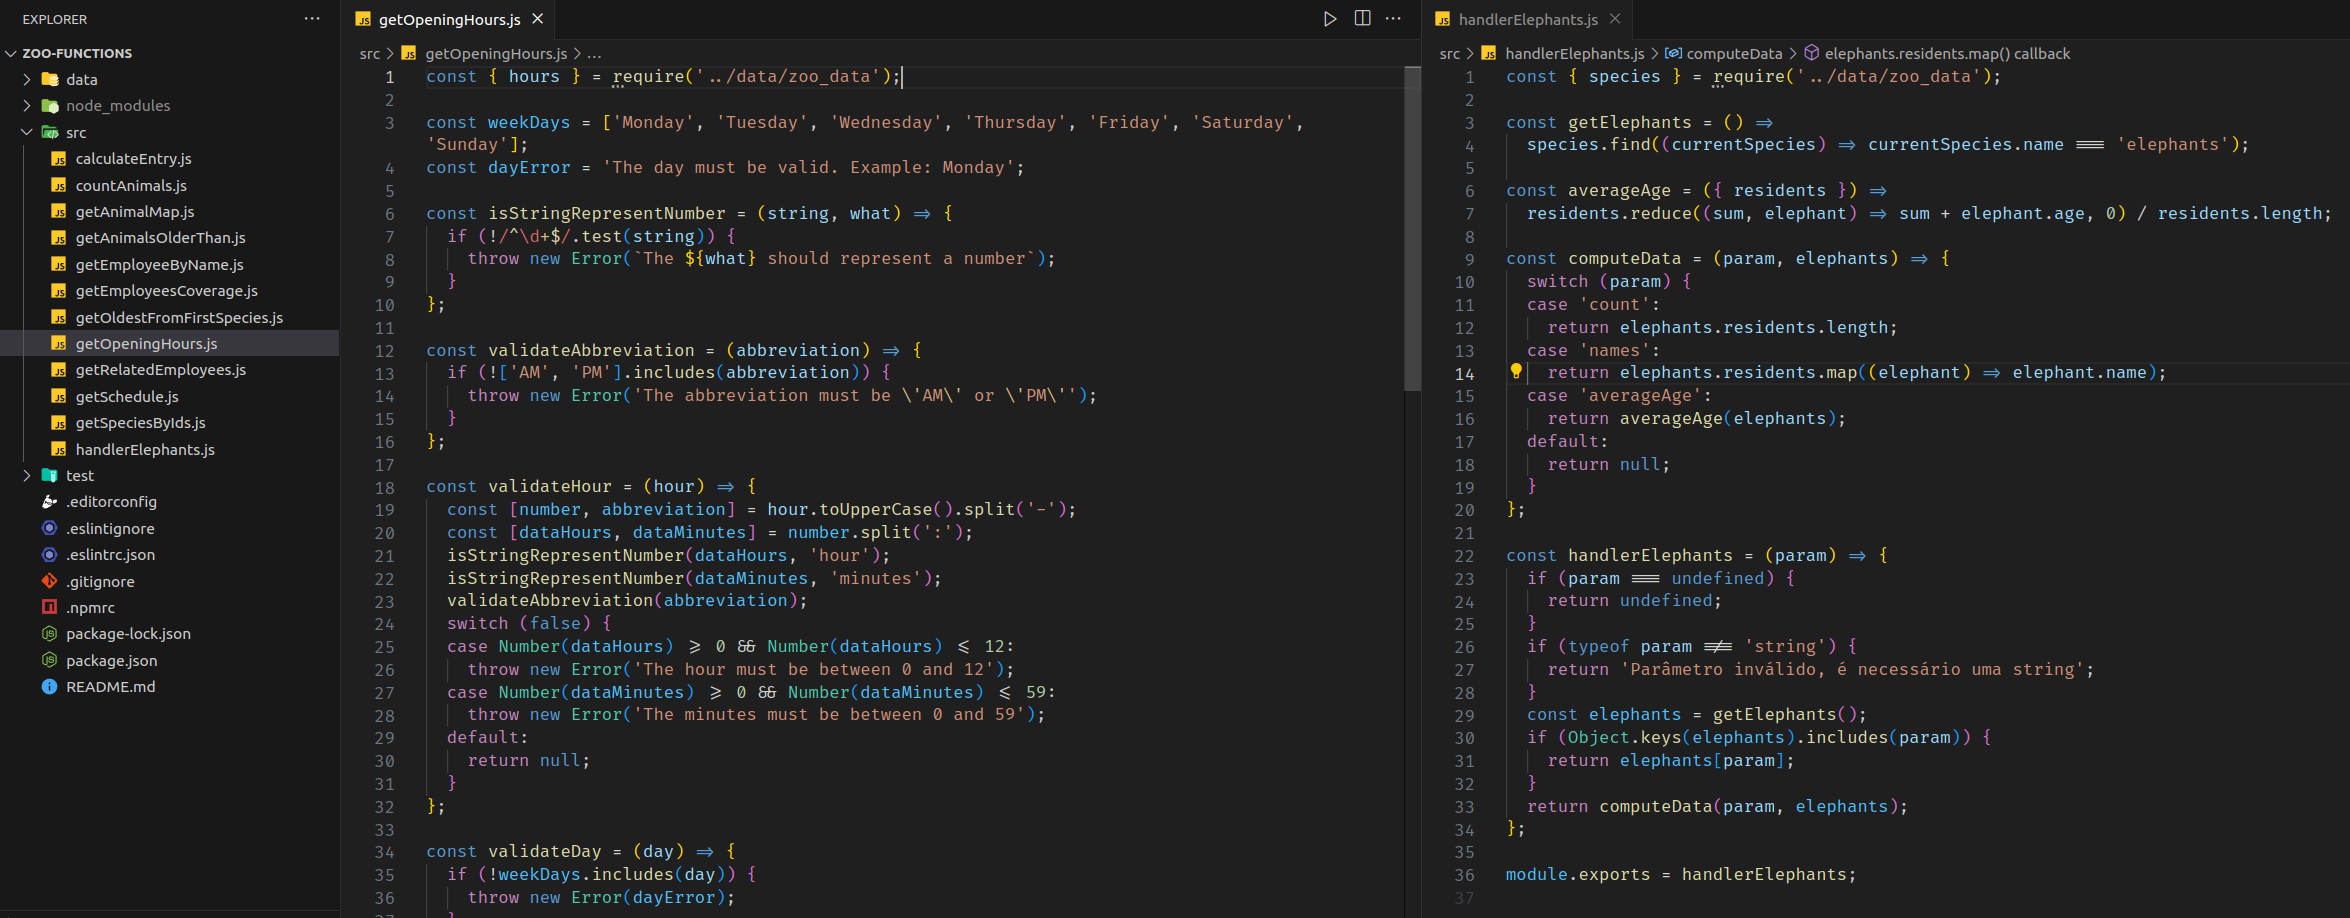 EXPLORER
ZOO-FUNCTIONS
data
node_modules
src
calculateEntry.js
countAnimals.js
getAnimalMap.js
getAnimalsOlderThan.js
getEmployeeByName.js
getEmployeesCoverage.js
getOldestFromFirstSpecies.js
getOpeningHours.js
getRelatedEmployees.js
getSchedule.js
getSpeciesByIds.js
handlerElephants.js
test
.editorconfig
.eslintignore
.eslintrc.json
.gitignore
.npmrc
package-lock.json
package.json
README.md
getOpeningHours.js
src > getOpeningHours.js > ...
1 const { hours } = require('../data/zoo_data');
2
3 const weekDays = ['Monday', 'Tuesday', 'Wednesday', 'Thursday', 'Friday', 'Saturday',
'Sunday'];
4 const dayError = 'The day must be valid. Example: Monday';
5
6 const isStringRepresentNumber = (string, what) => {
7 if (!/^\d+$/.test(string)) {
8 throw new Error(`The ${what} should represent a number`);
9 }
10 };
11
12 const validateAbbreviation = (abbreviation) => {
13 if (!['AM', 'PM'].includes(abbreviation)) {
14 throw new Error('The abbreviation must be \'AM\' or \'PM\'');
15 }
16 };
17
18 const validateHour = (hour) => {
19 const [number, abbreviation] = hour.toUpperCase().split('-');
20 const [dataHours, dataMinutes] = number.split(':');
21 isStringRepresentNumber(dataHours, 'hour');
22 isStringRepresentNumber(dataMinutes, 'minutes');
23 validateAbbreviation(abbreviation);
24 switch (false) {
25 case Number(dataHours) >= 0 && Number(dataHours) <= 12:
26 throw new Error('The hour must be between 0 and 12');
27 case Number(dataMinutes) >= 0 && Number(dataMinutes) <= 59:
28 throw new Error('The minutes must be between 0 and 59');
29 default:
30 return null;
31 }
32 };
33
34 const validateDay = (day) => {
35 if (!weekDays.includes(day)) {
36 throw new Error(dayError);
handlerElephants.js
src > handlerElephants.js > computeData > elephants.residents.map() callback
1 const { species } = require('../data/zoo_data');
2
3 const getElephants = () =>
4 species.find((currentSpecies) => currentSpecies.name === 'elephants');
5
6 const averageAge = ({ residents }) =>
7 residents.reduce((sum, elephant) => sum + elephant.age, 0) / residents.length;
8
9 const computeData = (param, elephants) => {
10 switch (param) {
11 case 'count':
12 return elephants.residents.length;
13 case 'names':
14 return elephants.residents.map((elephant) => elephant.name);
15 case 'averageAge':
16 return averageAge(elephants);
17 default:
18 return null;
19 }
20 };
21
22 const handlerElephants = (param) => {
23 if (param === undefined) {
24 return undefined;
25 }
26 if (typeof param !== 'string') {
27 return 'Parâmetro inválido, é necessário uma string';
28 }
29 const elephants = getElephants();
30 if (Object.keys(elephants).includes(param)) {
31 return elephants[param];
32 }
33 return computeData(param, elephants);
34 };
35
36 module.exports = handlerElephants;
37